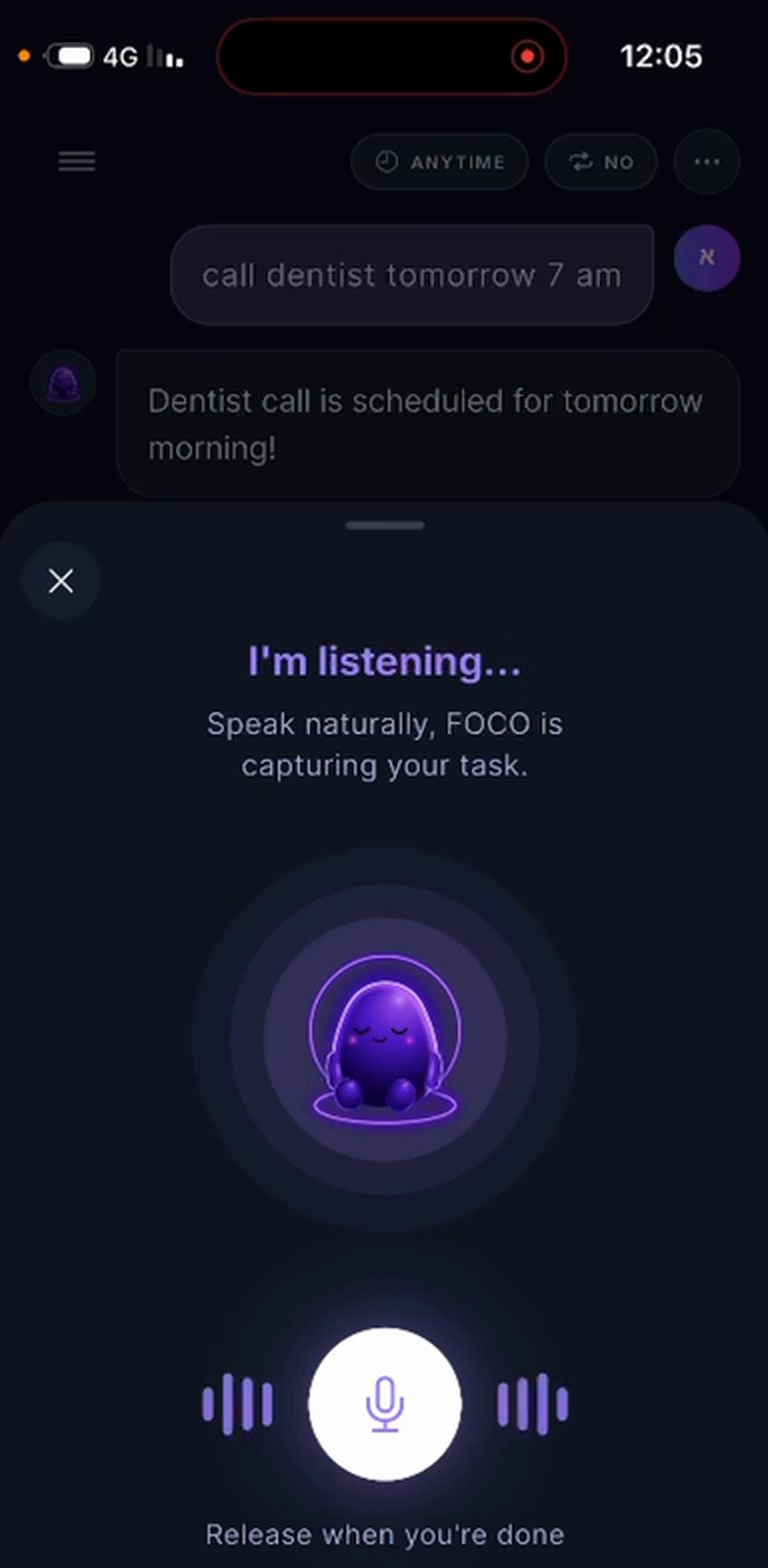 4G
12:05
ANYTIME
NO
call dentist tomorrow 7 am
א
Dentist call is scheduled for tomorrow
morning!
I'm listening...
Speak naturally, FOCO is
capturing your task.
Release when you're done